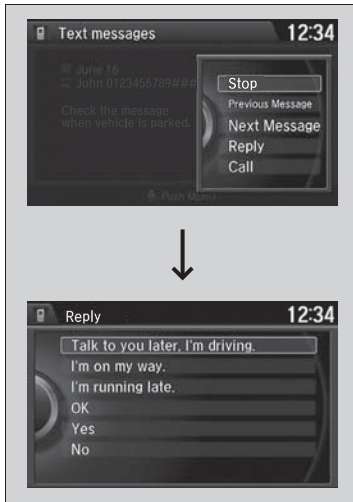 Text messages 12:34
June 16
John 0123456789###
Check the message
when vehicle is parked.
Stop
Previous Message
Next Message
Reply
Call
Push Menu
Reply 12:34
Talk to you later, I'm driving.
I'm on my way.
I'm running late.
OK
Yes
No